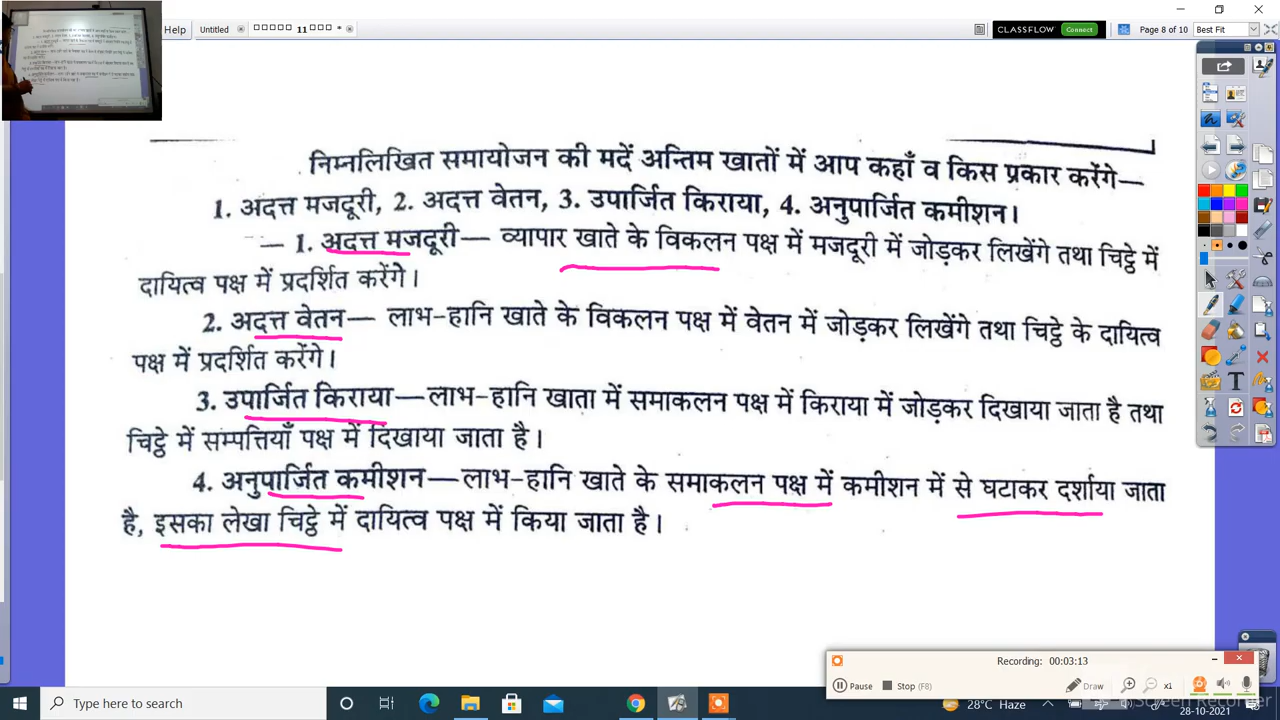 Help
Untitled
11
*
CLASSFLOW
Connect
Page 8 of 10
Best Fit
निम्नलिखित समायोजन की मदें अन्तिम खातों में आप कहाँ व किस प्रकार करेंगे—
1. अदत्त मजदूरी, 2. अदत्त वेतन, 3. उपार्जित किराया, 4. अनुपार्जित कमीशन।
— 1. अदत्त मजदूरी— व्यापार खाते के विकलन पक्ष में मजदूरी में जोड़कर लिखेंगे तथा चिट्ठे में
दायित्व पक्ष में प्रदर्शित करेंगे।
2. अदत्त वेतन— लाभ-हानि खाते के विकलन पक्ष में वेतन में जोड़कर लिखेंगे तथा चिट्ठे के दायित्व
पक्ष में प्रदर्शित करेंगे।
3. उपार्जित किराया—लाभ-हानि खाता में समाकलन पक्ष में किराया में जोड़कर दिखाया जाता है तथा
चिट्ठे में सम्पत्तियाँ पक्ष में दिखाया जाता है।
4. अनुपार्जित कमीशन—लाभ-हानि खाते के समाकलन पक्ष में कमीशन में से घटाकर दर्शाया जाता
है, इसका लेखा चिट्ठे में दायित्व पक्ष में किया जाता है।
Recording: 00:03:13
Pause
Stop (F8)
Draw
x1
Type here to search
28°C Haze
28-10-2021